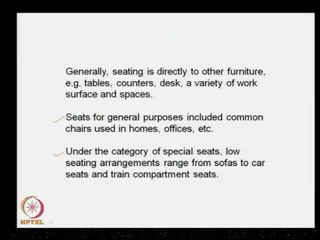 Generally, seating is directly to other furniture,
e.g. tables, counters, desk, a variety of work
surface and spaces.
Seats for general purposes included common
chairs used in homes, offices, etc.
Under the category of special seats, low
seating arrangements range from sofas to car
seats and train compartment seats.
NPTEL